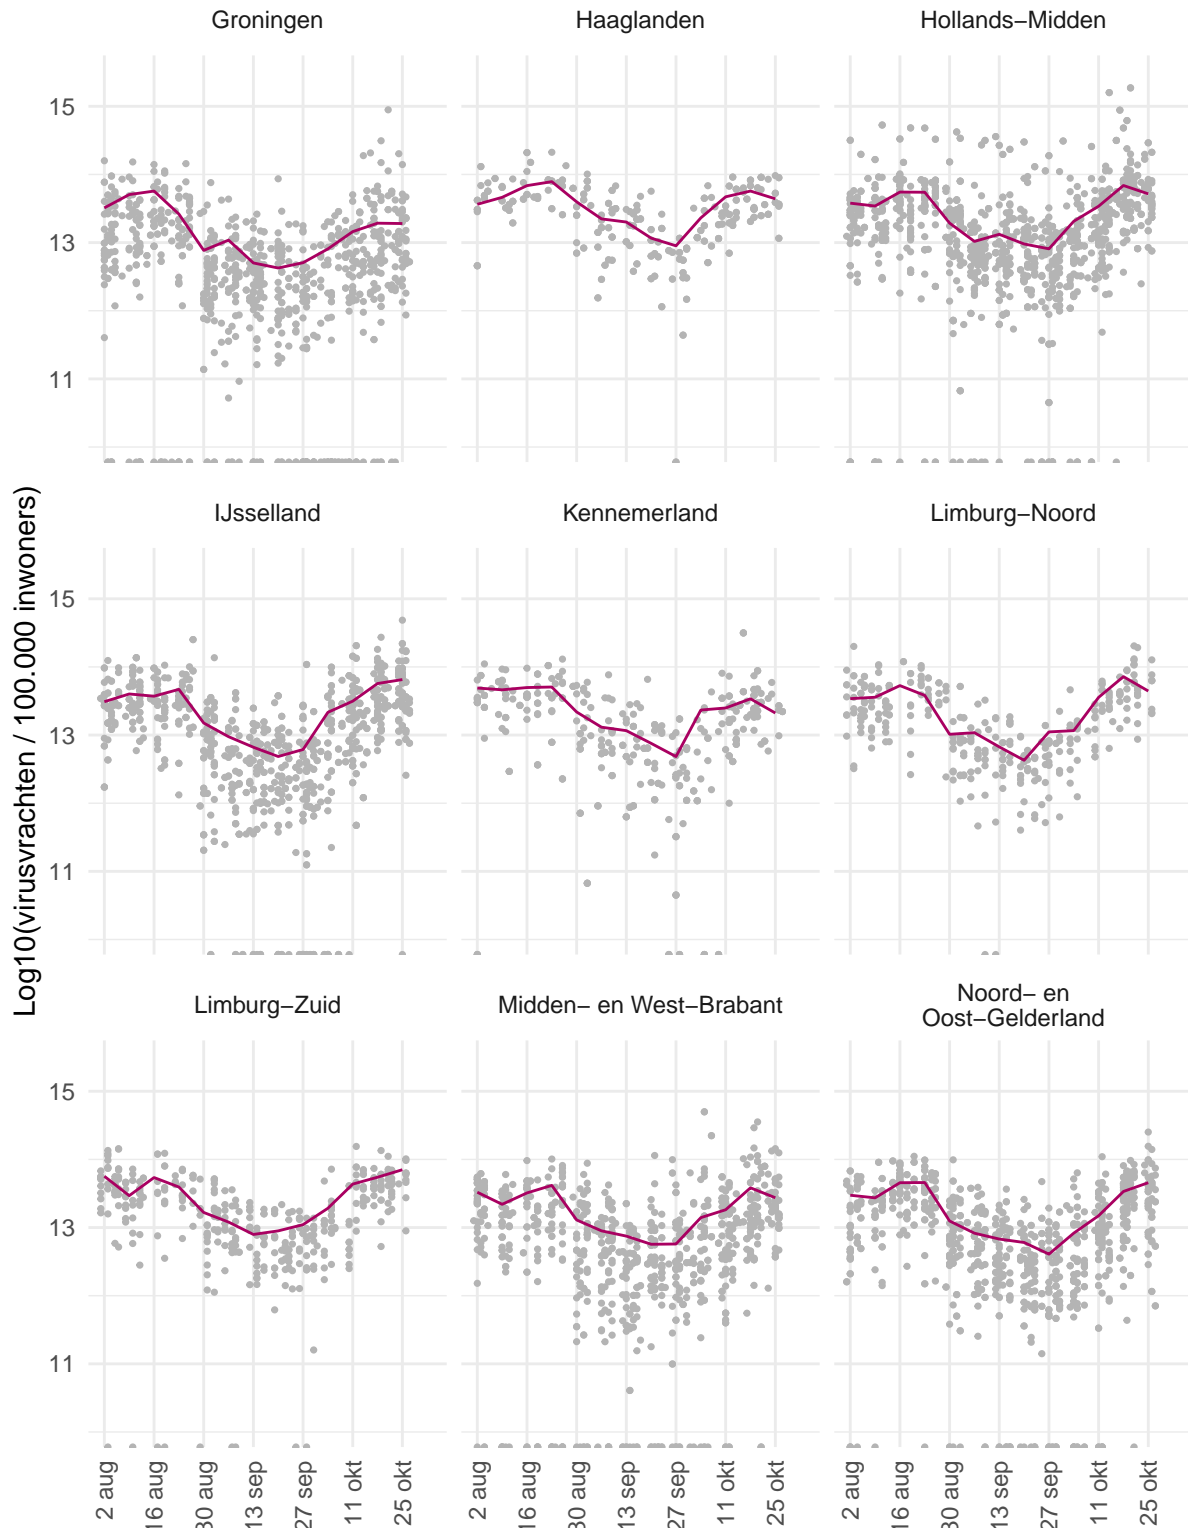 Groningen
Haaglanden
Hollands−Midden
15
13
11
IJsselland
Kennemerland
Limburg−Noord
15
13
11
Log10(virusvrachten / 100.000 inwoners)
Limburg−Zuid
Midden− en West−Brabant
Noord− en
Oost−Gelderland
15
13
11
2 aug
16 aug
30 aug
13 sep
27 sep
11 okt
25 okt
2 aug
16 aug
30 aug
13 sep
27 sep
11 okt
25 okt
2 aug
16 aug
30 aug
13 sep
27 sep
11 okt
25 okt